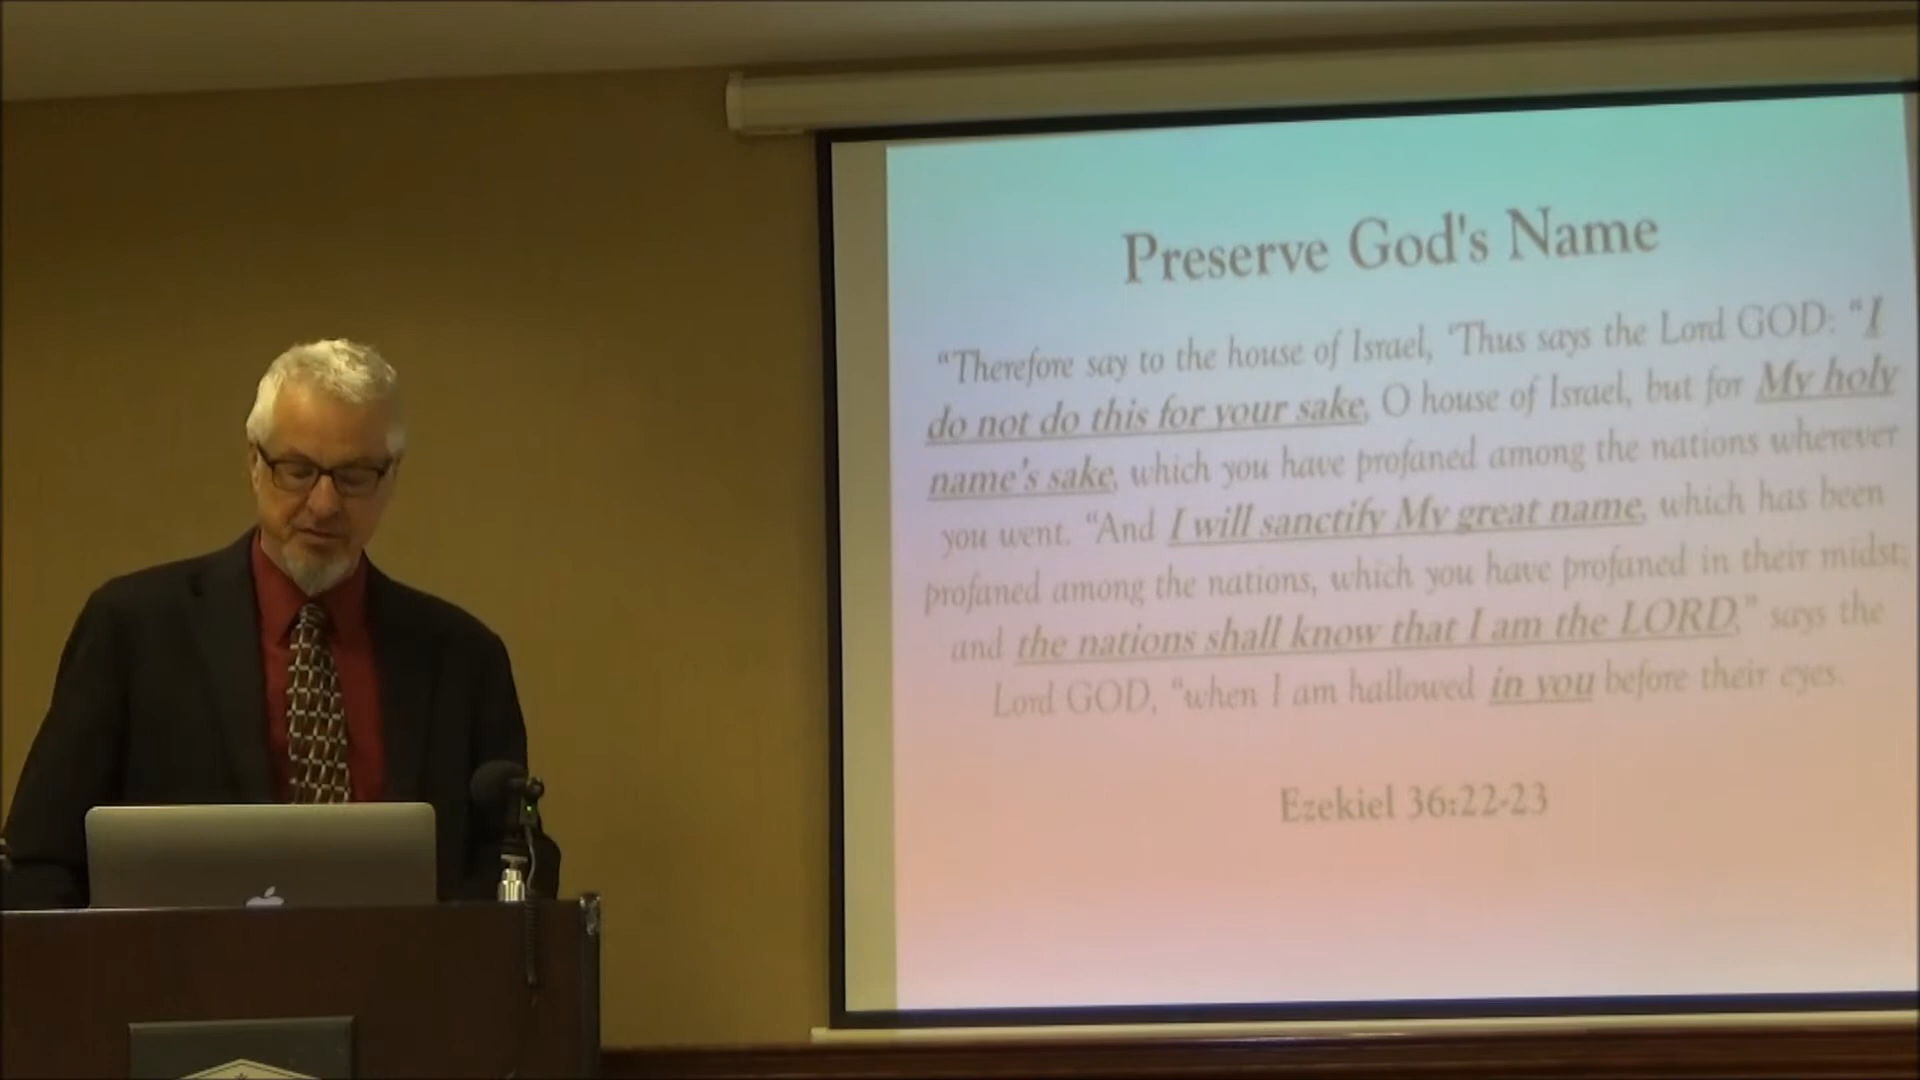 Preserve God's Name
“Therefore say to the house of Israel, ‘Thus says the Lord GOD: “I
do not do this for your sake, O house of Israel, but for My holy
name's sake, which you have profaned among the nations wherever
you went. “And I will sanctify My great name, which has been
profaned among the nations, which you have profaned in their midst;
and the nations shall know that I am the LORD,” says the
Lord GOD, “when I am hallowed in you before their eyes.
Ezekiel 36:22-23